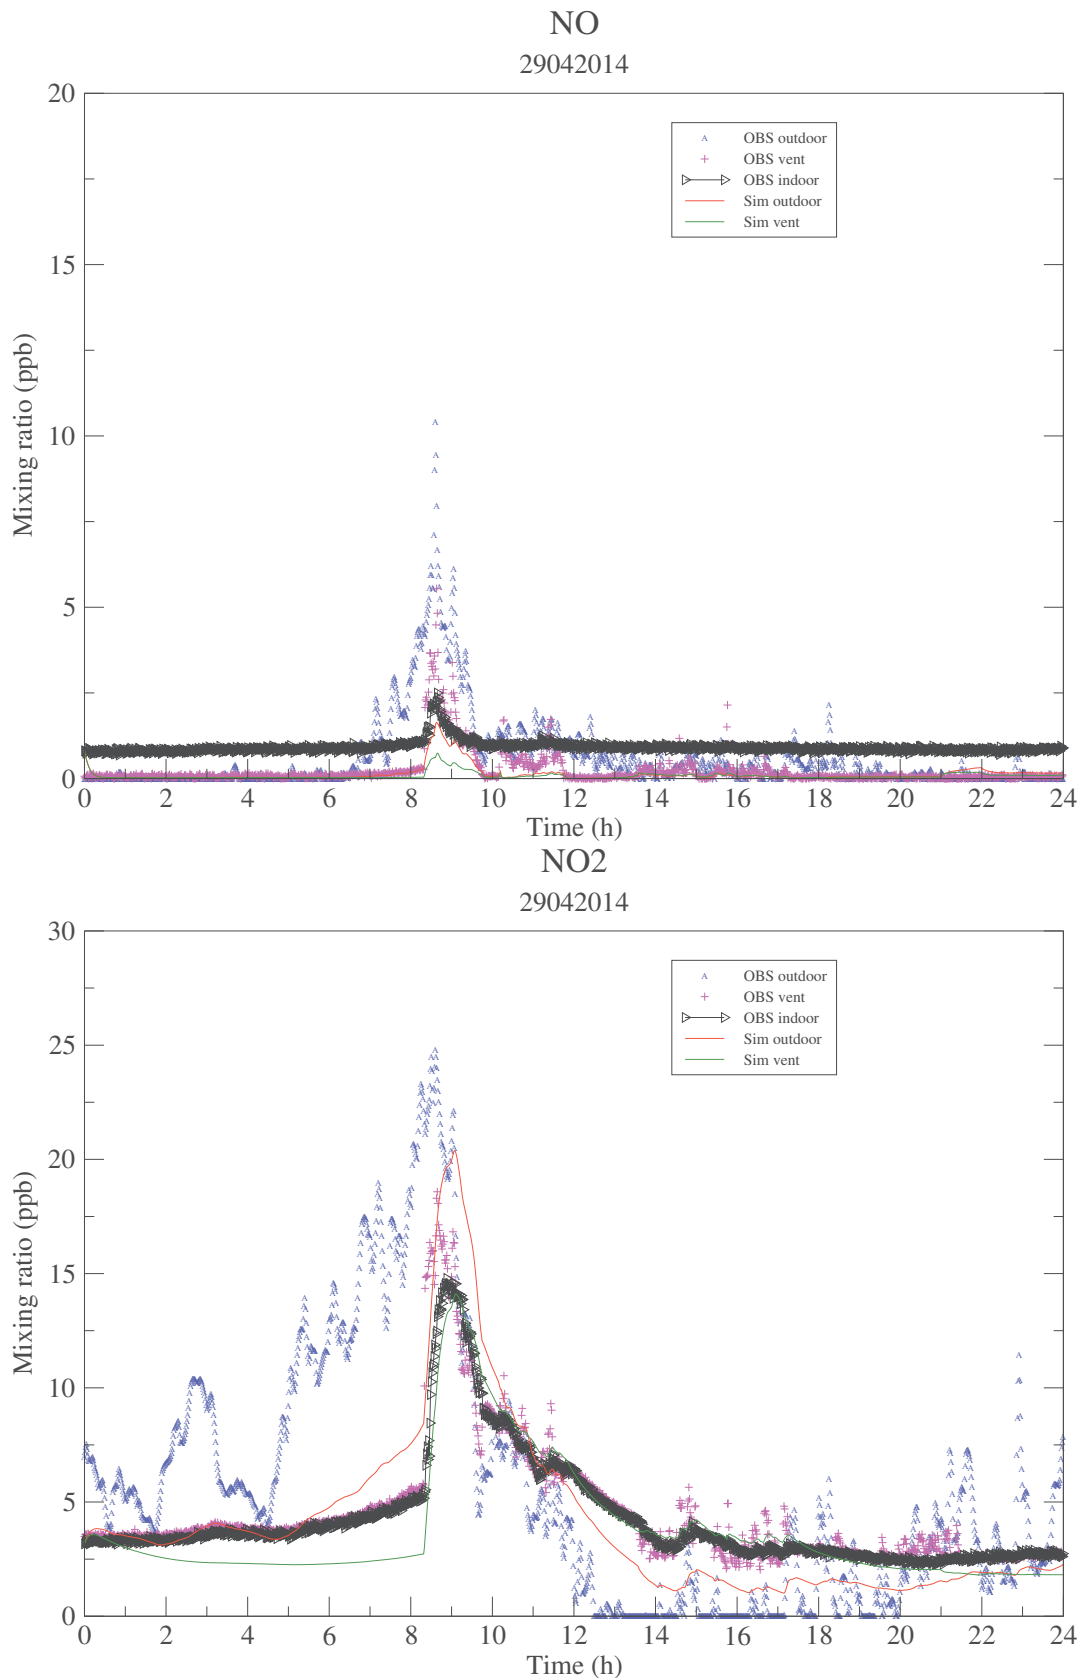 NO
29042014
20
15
10
5
0
Mixing ratio (ppb)
OBS outdoor
OBS vent
OBS indoor
Sim outdoor
Sim vent
0 2 4 6 8 10 12 14 16 18 20 22 24
Time (h)
NO2
29042014
30
25
20
15
10
5
0
Mixing ratio (ppb)
OBS outdoor
OBS vent
OBS indoor
Sim outdoor
Sim vent
0 2 4 6 8 10 12 14 16 18 20 22 24
Time (h)